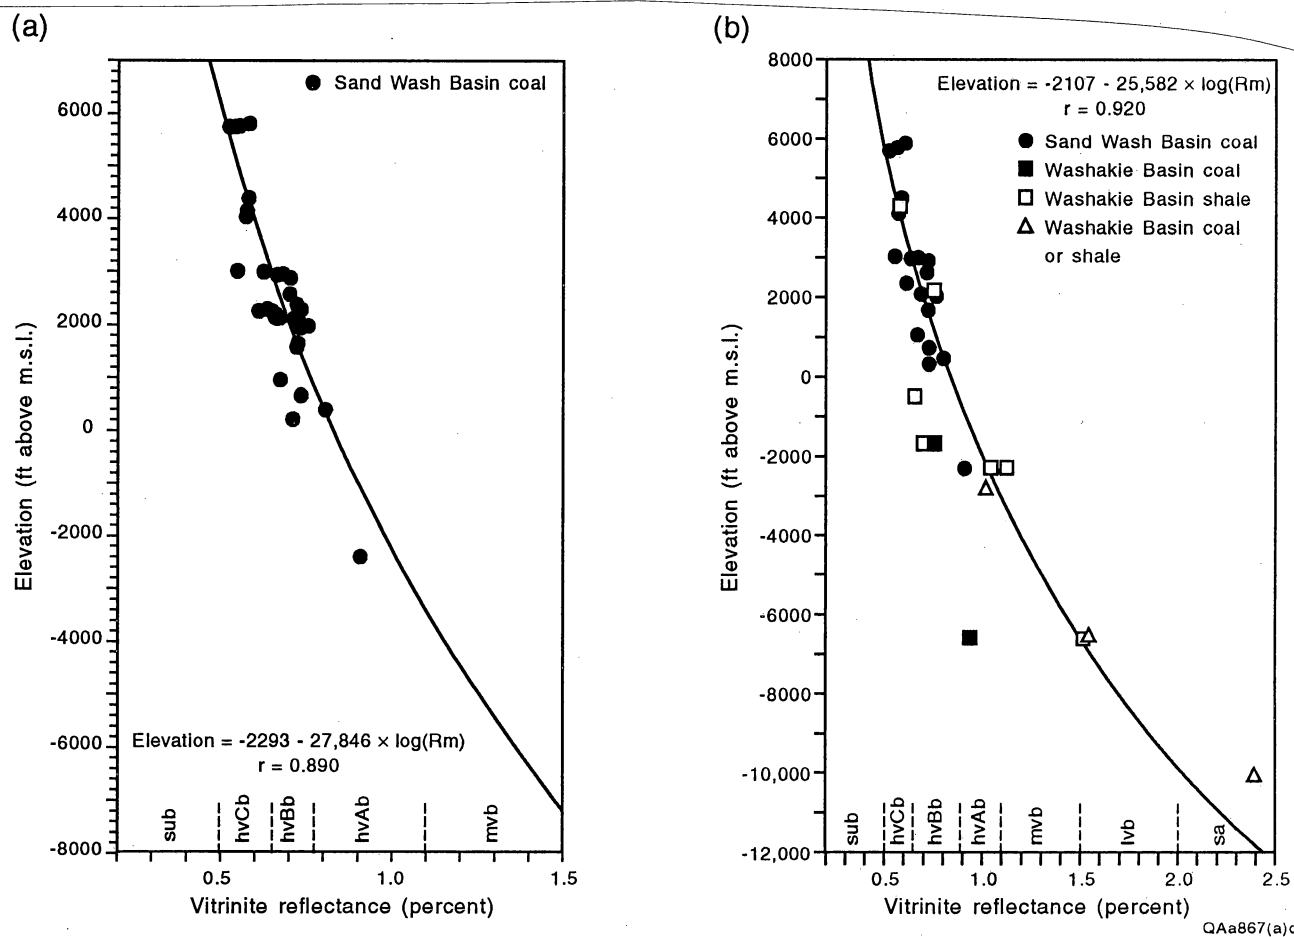 (a)
Sand Wash Basin coal
6000
4000
2000
0
-2000
-4000
-6000
-8000
Elevation (ft above m.s.l.)
Elevation = -2293 - 27,846 × log(Rm)
r = 0.890
sub
hvCb
hvBb
hvAb
mvb
0.5
1.0
1.5
Vitrinite reflectance (percent)
(b)
Elevation = -2107 - 25,582 × log(Rm)
r = 0.920
Sand Wash Basin coal
Washakie Basin coal
Washakie Basin shale
Washakie Basin coal
or shale
8000
6000
4000
2000
0
-2000
-4000
-6000
-8000
-10,000
-12,000
Elevation (ft above m.s.l.)
sub
hvCb
hvBb
hvAb
mvb
lvb
sa
0.5
1.0
1.5
2.0
2.5
Vitrinite reflectance (percent)
QAa867(a)c